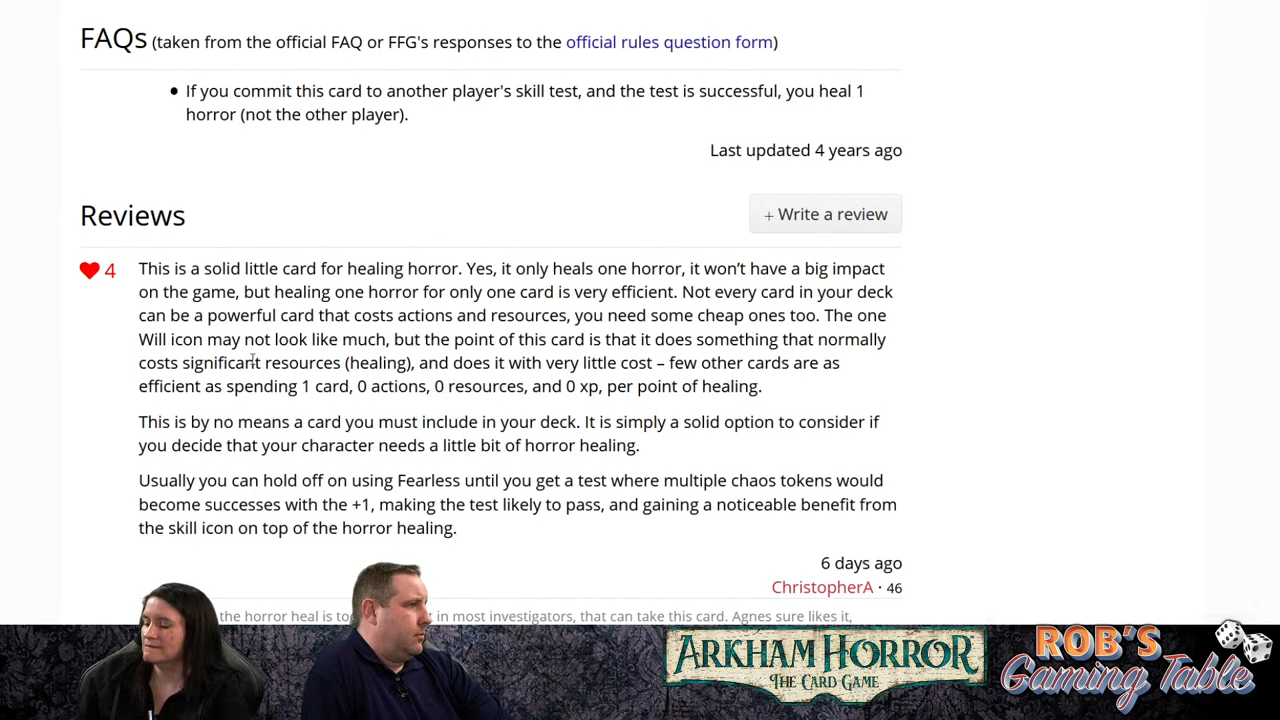 FAQs (taken from the official FAQ or FFG's responses to the official rules question form)
● If you commit this card to another player's skill test, and the test is successful, you heal 1
horror (not the other player).
Last updated 4 years ago
Reviews
+ Write a review
4 This is a solid little card for healing horror. Yes, it only heals one horror, it won’t have a big impact
on the game, but healing one horror for only one card is very efficient. Not every card in your deck
can be a powerful card that costs actions and resources, you need some cheap ones too. The one
Will icon may not look like much, but the point of this card is that it does something that normally
costs significant resources (healing), and does it with very little cost – few other cards are as
efficient as spending 1 card, 0 actions, 0 resources, and 0 xp, per point of healing.
This is by no means a card you must include in your deck. It is simply a solid option to consider if
you decide that your character needs a little bit of horror healing.
Usually you can hold off on using Fearless until you get a test where multiple chaos tokens would
become successes with the +1, making the test likely to pass, and gaining a noticeable benefit from
the skill icon on top of the horror healing.
6 days ago
ChristopherA · 46
the horror heal is in most investigators, that can take this card. Agnes sure likes it,
ARKHAM HORROR
THE CARD GAME
ROB'S
Gaming Table